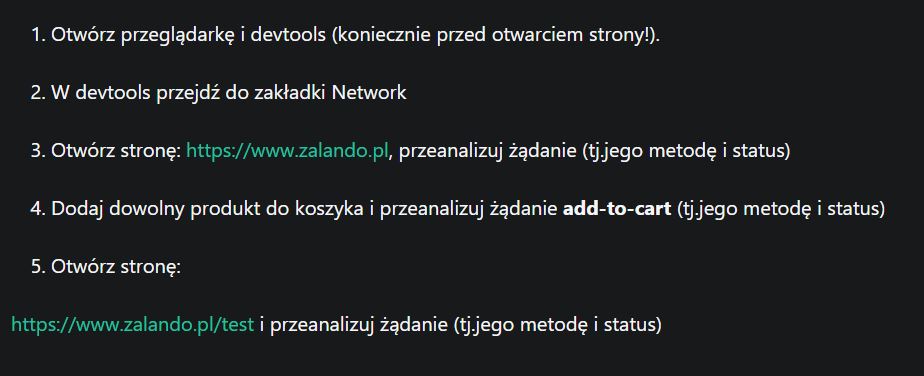 1. Otwórz przeglądarkę i devtools (koniecznie przed otwarciem strony!).
2. W devtools przejdź do zakładki Network
3. Otwórz stronę: https://www.zalando.pl, przeanalizuj żądanie (tj.jego metodę i status)
4. Dodaj dowolny produkt do koszyka i przeanalizuj żądanie add-to-cart (tj.jego metodę i status)
5. Otwórz stronę:
https://www.zalando.pl/test i przeanalizuj żądanie (tj.jego metodę i status)